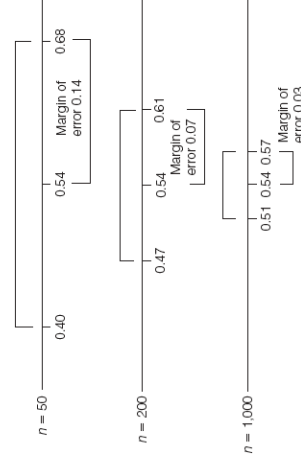 n = 50
0.40
0.54
0.68
Margin of
error 0.14
n = 200
0.47
0.54
0.61
Margin of
error 0.07
n = 1,000
0.51 0.54 0.57
Margin of
error 0.03